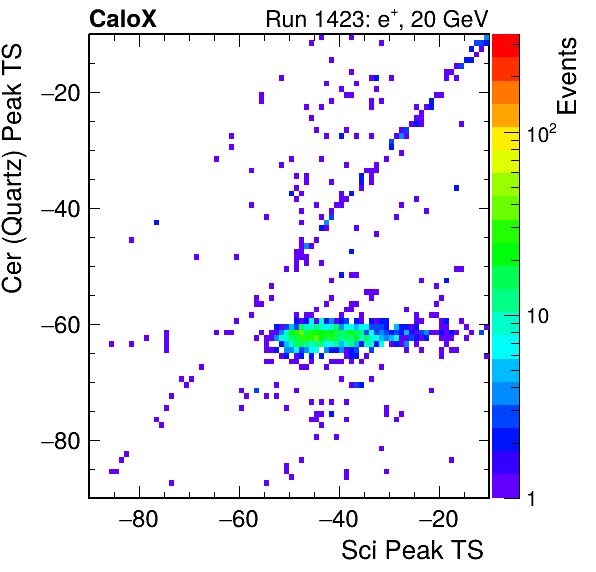 CaloX
Run 1423: e⁺, 20 GeV
Cer (Quartz) Peak TS
−20
−40
−60
−80
−80
−60
−40
−20
Sci Peak TS
Events
10²
10
1